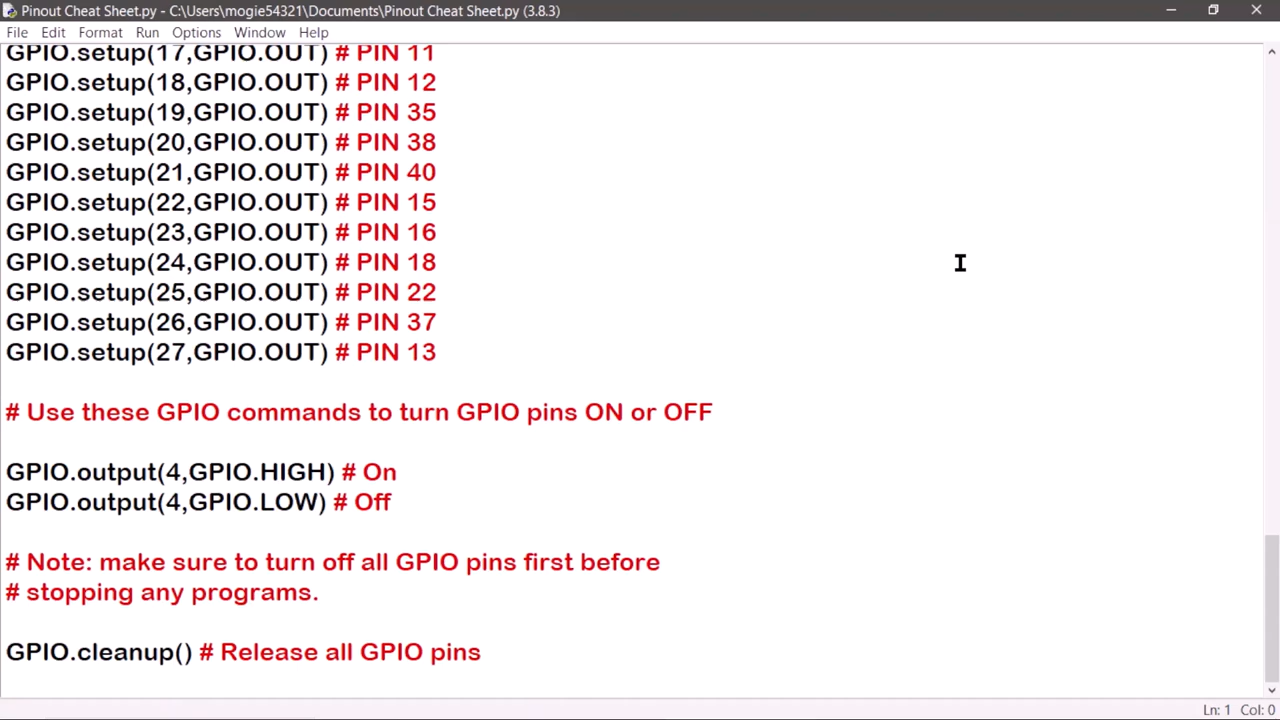 Pinout Cheat Sheet.py - C:\Users\mogie54321\Documents\Pinout Cheat Sheet.py (3.8.3)
File Edit Format Run Options Window Help
GPIO.setup(17,GPIO.OUT) # PIN 11
GPIO.setup(18,GPIO.OUT) # PIN 12
GPIO.setup(19,GPIO.OUT) # PIN 35
GPIO.setup(20,GPIO.OUT) # PIN 38
GPIO.setup(21,GPIO.OUT) # PIN 40
GPIO.setup(22,GPIO.OUT) # PIN 15
GPIO.setup(23,GPIO.OUT) # PIN 16
GPIO.setup(24,GPIO.OUT) # PIN 18
GPIO.setup(25,GPIO.OUT) # PIN 22
GPIO.setup(26,GPIO.OUT) # PIN 37
GPIO.setup(27,GPIO.OUT) # PIN 13
# Use these GPIO commands to turn GPIO pins ON or OFF
GPIO.output(4,GPIO.HIGH) # On
GPIO.output(4,GPIO.LOW) # Off
# Note: make sure to turn off all GPIO pins first before
# stopping any programs.
GPIO.cleanup() # Release all GPIO pins
Ln: 1 Col: 0